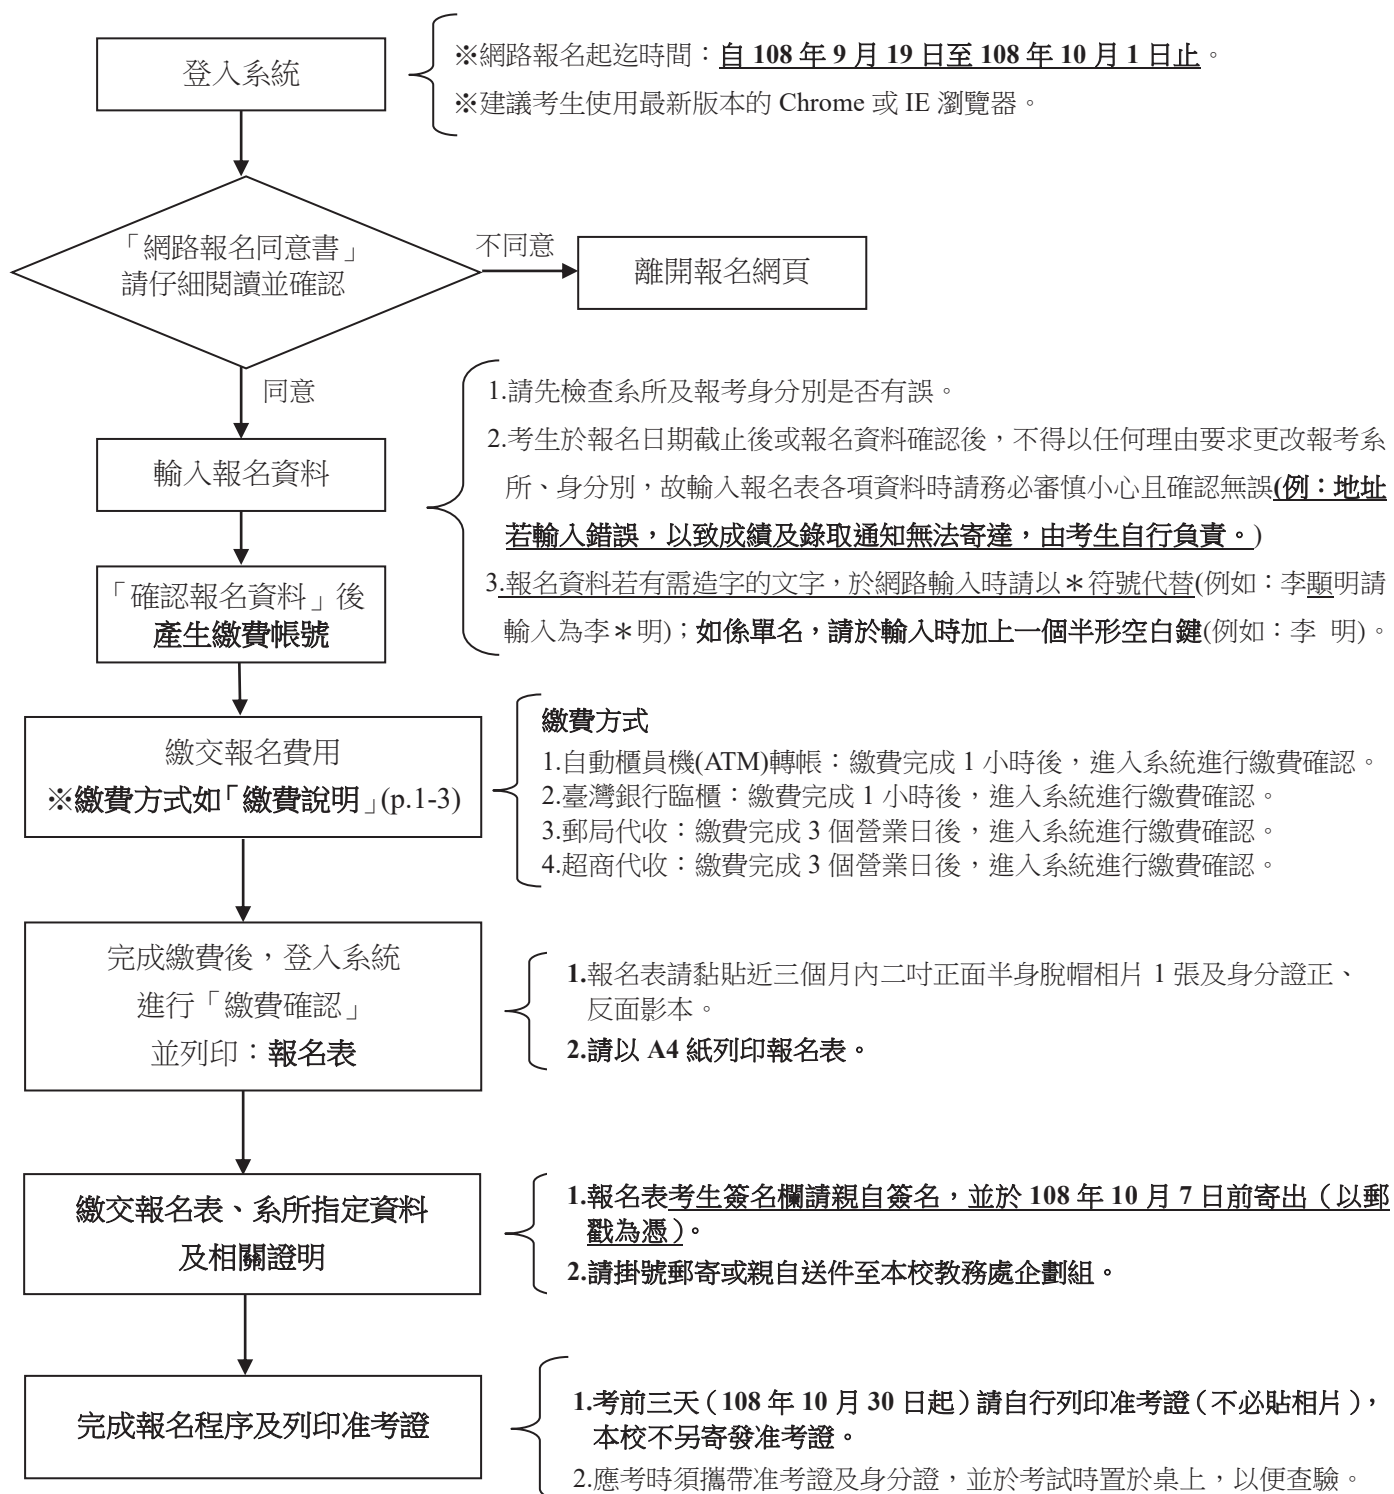 登入系統
※網路報名起迄時間：自 108 年 9 月 19 日至 108 年 10 月 1 日止。
※建議考生使用最新版本的 Chrome 或 IE 瀏覽器。
「網路報名同意書」
請仔細閱讀並確認
不同意
離開報名網頁
同意
輸入報名資料
1.請先檢查系所及報考身分別是否有誤。
2.考生於報名日期截止後或報名資料確認後，不得以任何理由要求更改報考系
所、身分別，故輸入報名表各項資料時請務必審慎小心且確認無誤(例：地址
若輸入錯誤，以致成績及錄取通知無法寄達，由考生自行負責。)
3.報名資料若有需造字的文字，於網路輸入時請以＊符號代替(例如：李顯明請
輸入為李＊明)；如係單名，請於輸入時加上一個半形空白鍵(例如：李 明)。
「確認報名資料」後
產生繳費帳號
繳交報名費用
※繳費方式如「繳費說明」(p.1-3)
繳費方式
1.自動櫃員機(ATM)轉帳：繳費完成 1 小時後，進入系統進行繳費確認。
2.臺灣銀行臨櫃：繳費完成 1 小時後，進入系統進行繳費確認。
3.郵局代收：繳費完成 3 個營業日後，進入系統進行繳費確認。
4.超商代收：繳費完成 3 個營業日後，進入系統進行繳費確認。
完成繳費後，登入系統
進行「繳費確認」
並列印：報名表
1.報名表請黏貼近三個月內二吋正面半身脫帽相片 1 張及身分證正、
反面影本。
2.請以 A4 紙列印報名表。
繳交報名表、系所指定資料
及相關證明
1.報名表考生簽名欄請親自簽名，並於 108 年 10 月 7 日前寄出（以郵
戳為憑）。
2.請掛號郵寄或親自送件至本校教務處企劃組。
完成報名程序及列印准考證
1.考前三天（108 年 10 月 30 日起）請自行列印准考證（不必貼相片），
本校不另寄發准考證。
2.應考時須攜帶准考證及身分證，並於考試時置於桌上，以便查驗。